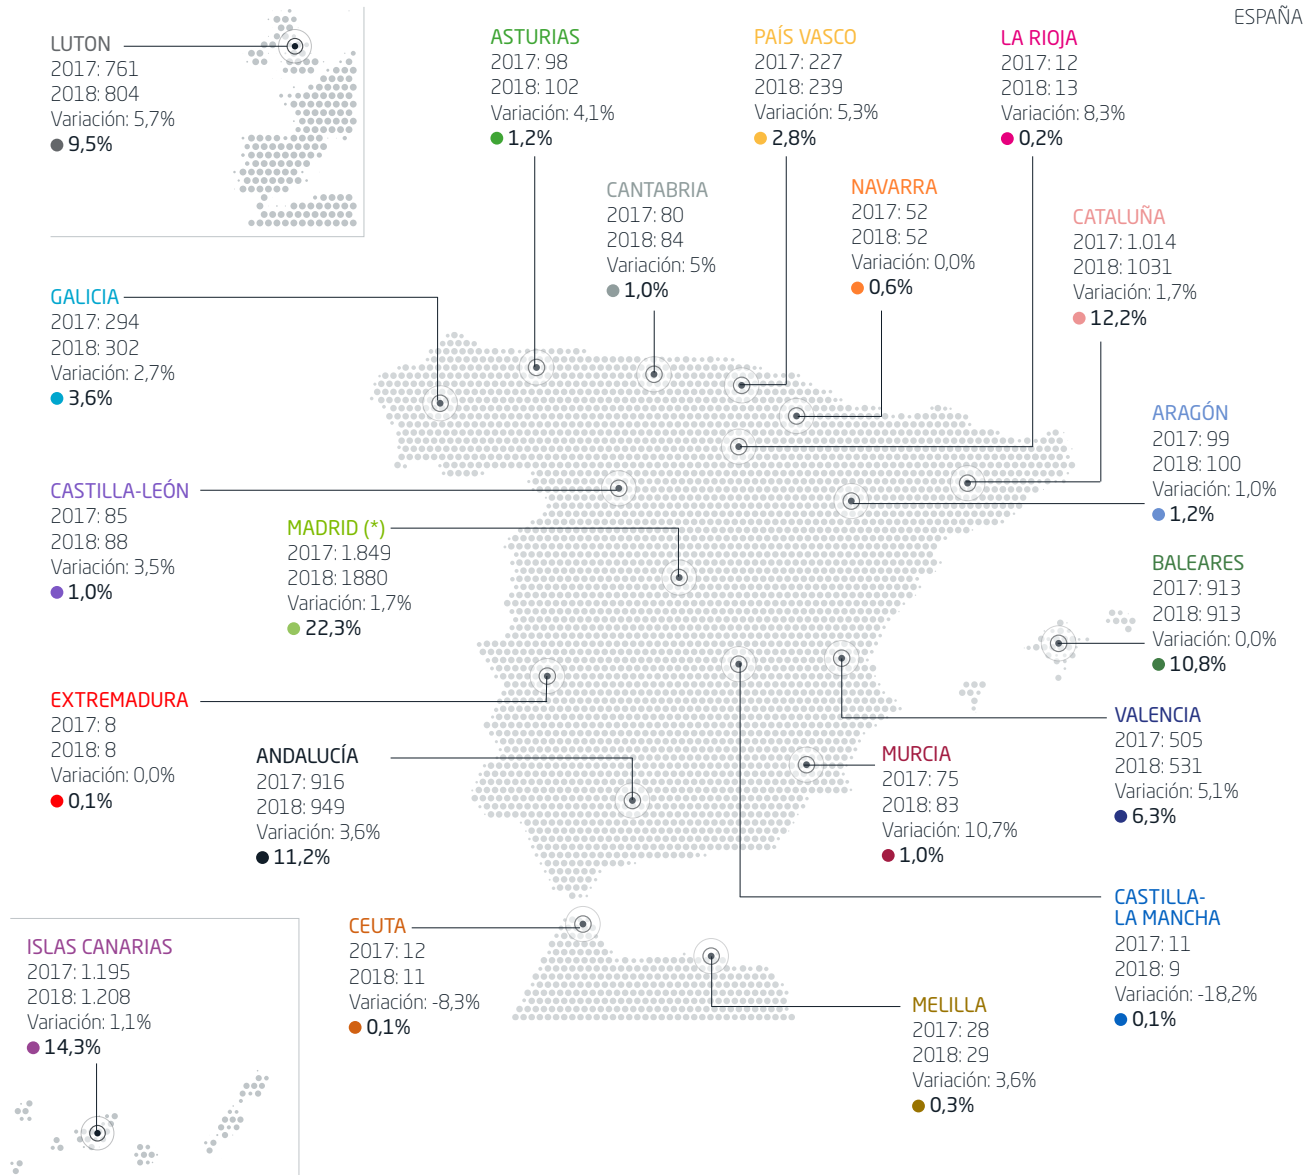 ESPAÑA
LUTON
2017: 761
2018: 804
Variación: 5,7%
9,5%
ASTURIAS
2017: 98
2018: 102
Variación: 4,1%
1,2%
PAÍS VASCO
2017: 227
2018: 239
Variación: 5,3%
2,8%
LA RIOJA
2017: 12
2018: 13
Variación: 8,3%
0,2%
CANTABRIA
2017: 80
2018: 84
Variación: 5%
1,0%
NAVARRA
2017: 52
2018: 52
Variación: 0,0%
0,6%
CATALUÑA
2017: 1.014
2018: 1031
Variación: 1,7%
12,2%
GALICIA
2017: 294
2018: 302
Variación: 2,7%
3,6%
ARAGÓN
2017: 99
2018: 100
Variación: 1,0%
1,2%
CASTILLA-LEÓN
2017: 85
2018: 88
Variación: 3,5%
1,0%
MADRID (*)
2017: 1.849
2018: 1880
Variación: 1,7%
22,3%
BALEARES
2017: 913
2018: 913
Variación: 0,0%
10,8%
EXTREMADURA
2017: 8
2018: 8
Variación: 0,0%
0,1%
ANDALUCÍA
2017: 916
2018: 949
Variación: 3,6%
11,2%
MURCIA
2017: 75
2018: 83
Variación: 10,7%
1,0%
VALENCIA
2017: 505
2018: 531
Variación: 5,1%
6,3%
CASTILLA-
LA MANCHA
2017: 11
2018: 9
Variación: -18,2%
0,1%
CEUTA
2017: 12
2018: 11
Variación: -8,3%
0,1%
ISLAS CANARIAS
2017: 1.195
2018: 1.208
Variación: 1,1%
14,3%
MELILLA
2017: 28
2018: 29
Variación: 3,6%
0,3%